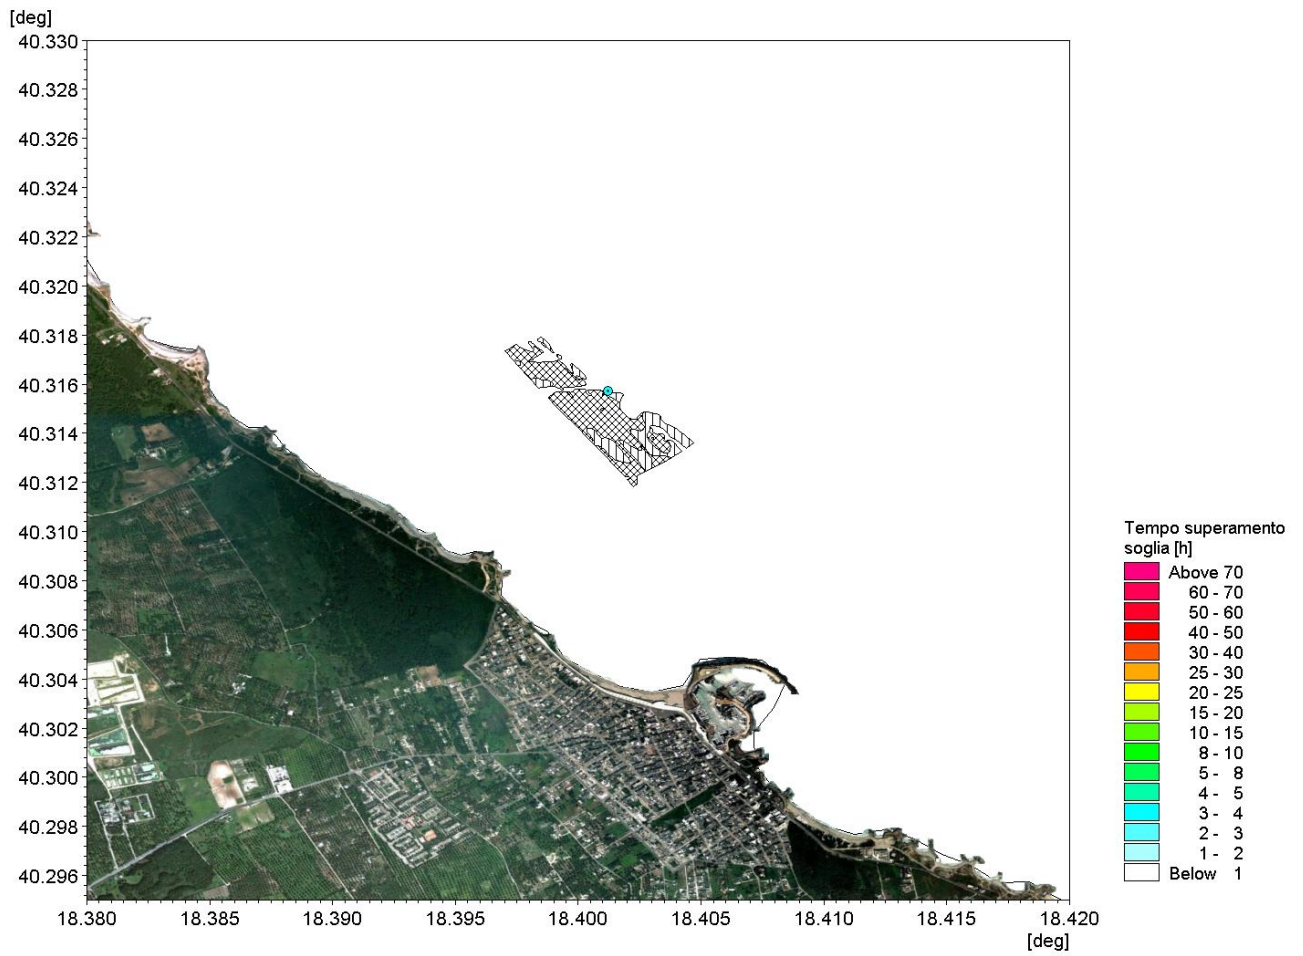 [deg]
40.330
40.328
40.326
40.324
40.322
40.320
40.318
40.316
40.314
40.312
40.310
40.308
40.306
40.304
40.302
40.300
40.298
40.296
18.380 18.385 18.390 18.395 18.400 18.405 18.410 18.415 18.420
[deg]
Tempo superamento
soglia [h]
Above 70
60 - 70
50 - 60
40 - 50
30 - 40
25 - 30
20 - 25
15 - 20
10 - 15
8 - 10
5 - 8
4 - 5
3 - 4
2 - 3
1 - 2
Below 1